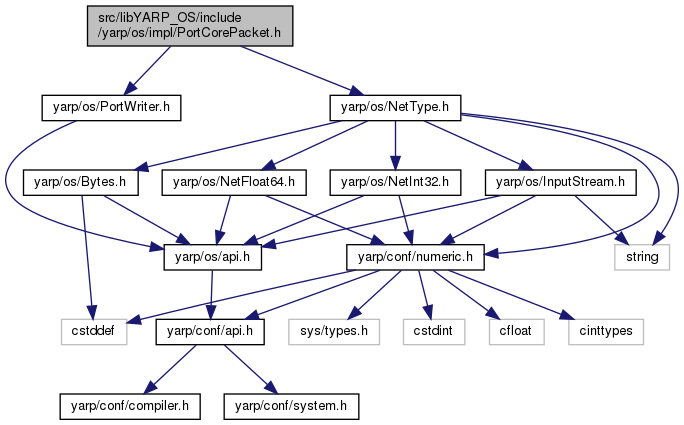 src/libYARP_OS/include
/yarp/os/impl/PortCorePacket.h
yarp/os/PortWriter.h
yarp/os/NetType.h
yarp/os/Bytes.h
yarp/os/NetFloat64.h
yarp/os/NetInt32.h
yarp/os/InputStream.h
yarp/os/api.h
yarp/conf/numeric.h
string
cstddef
yarp/conf/api.h
sys/types.h
cstdint
cfloat
cinttypes
yarp/conf/compiler.h
yarp/conf/system.h